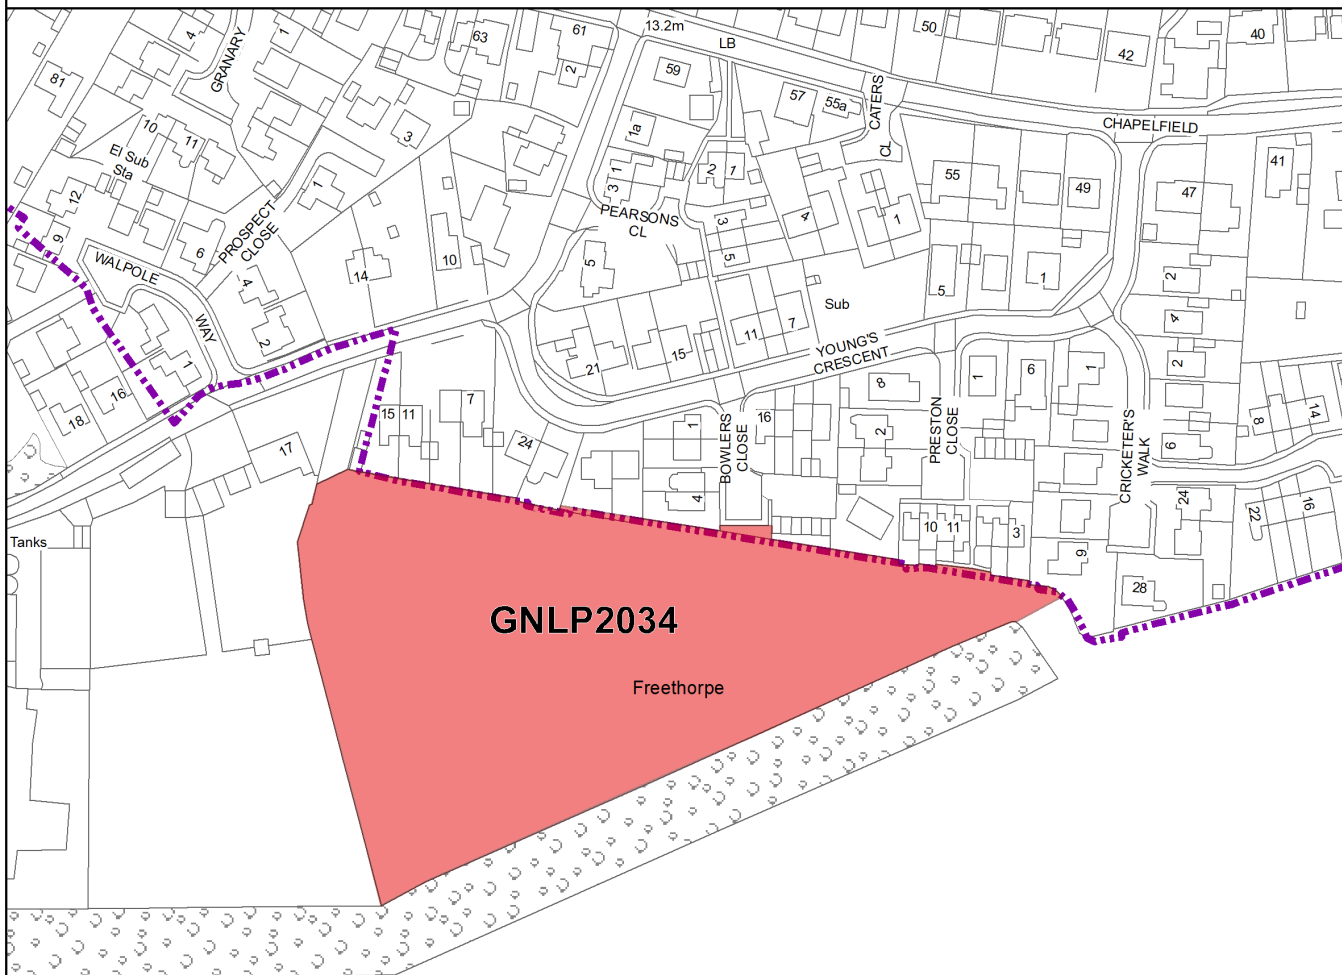 13.2m
LB
61
63
50
40
42
4
GRANARY
1
81
2
59
57
55a
CATERS
CL
CHAPELFIELD
10
11
El Sub
Sta
3
1a
1
3
2
1
55
49
47
41
12
9
1
PROSPECT
CLOSE
6
PEARSONS
CL
3
5
4
1
WALPOLE
WAY
4
2
14
10
5
5
1
2
Sub
4
11
7
YOUNG'S
CRESCENT
21
15
1
16
18
2
8
1
6
1
7
15
11
24
1
BOWLERS
CLOSE
16
2
PRESTON
CLOSE
CRICKETER'S
WALK
6
8
14
17
4
24
22
16
Tanks
10
11
3
9
28
GNLP2034
Freethorpe